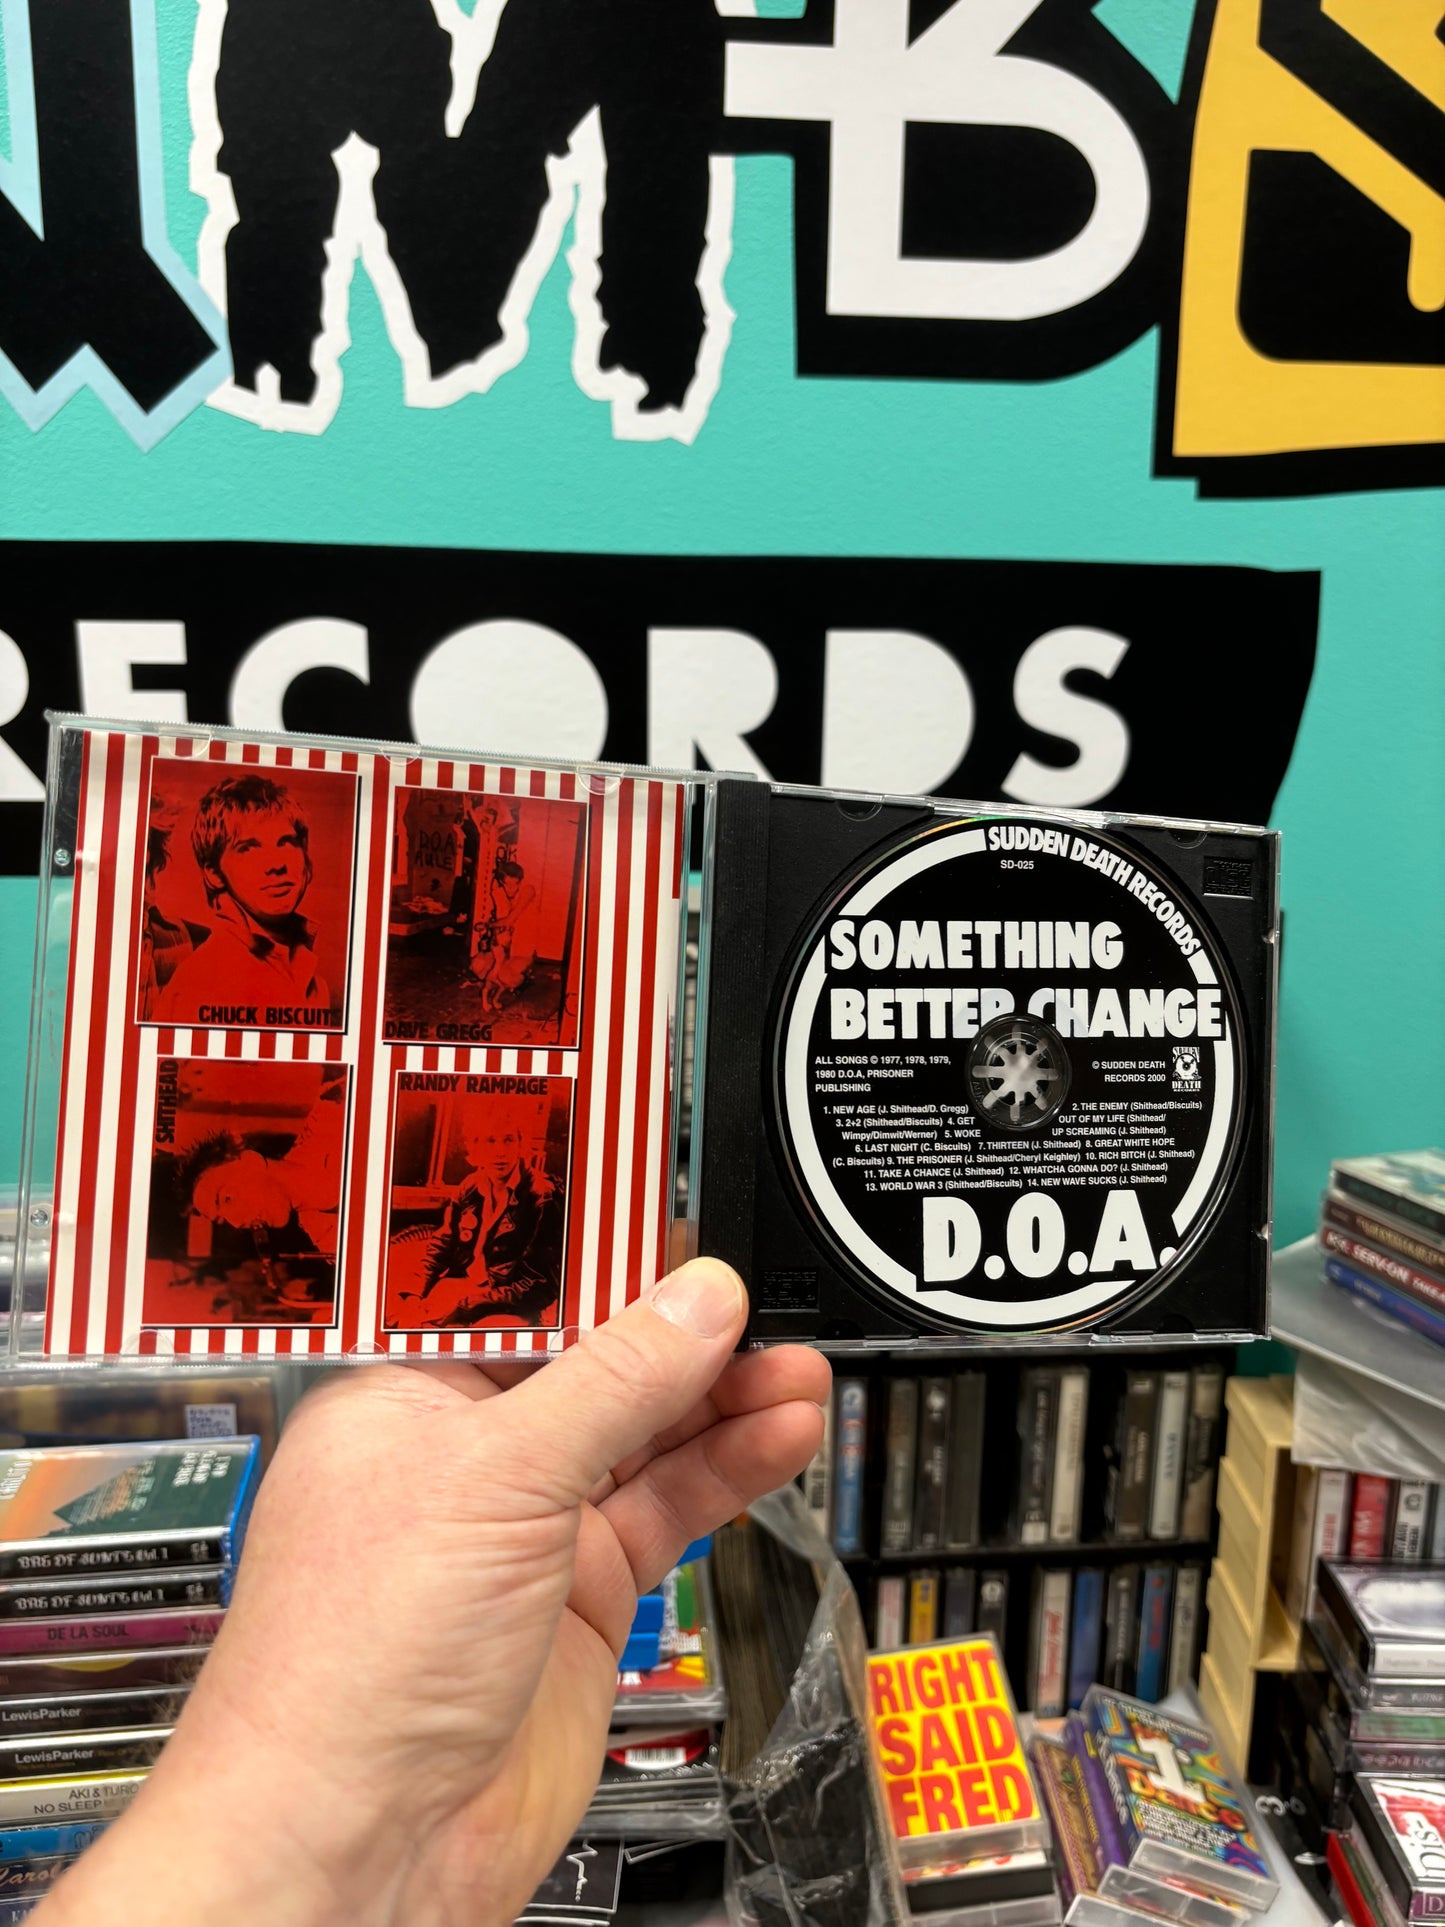 MBS
RECORDS
CHUCK BISCUITS
D.O.A
RULE
DAVE GREGG
SHITHEAD
RANDY RAMPAGE
SUDDEN DEATH RECORDS
SD-025
SOMETHING
BETTER CHANGE
ALL SONGS © 1977, 1978, 1979,
1980 D.O.A, PRISONER
PUBLISHING
© SUDDEN DEATH
RECORDS 2000
SUDDEN
DEATH
RECORDS
1. NEW AGE (J. Shithead/D. Gregg)
2. THE ENEMY (Shithead/Biscuits)
3. 2+2 (Shithead/Biscuits) 4. GET
OUT OF MY LIFE (Shithead/
Wimpy/Dimwit/Werner) 5. WOKE
UP SCREAMING (J. Shithead)
6. LAST NIGHT (C. Biscuits) 7. THIRTEEN (J. Shithead) 8. GREAT WHITE HOPE
(C. Biscuits) 9. THE PRISONER (J. Shithead/Cheryl Keighley) 10. RICH BITCH (J. Shithead)
11. TAKE A CHANCE (J. Shithead) 12. WHATCHA GONNA DO? (J. Shithead)
13. WORLD WAR 3 (Shithead/Biscuits) 14. NEW WAVE SUCKS (J. Shithead)
D.O.A.
DE LA SOUL
LewisParker
LewisParker
AKI & TURO
NO SLEEP
RIGHT
SAID
FRED
Dance